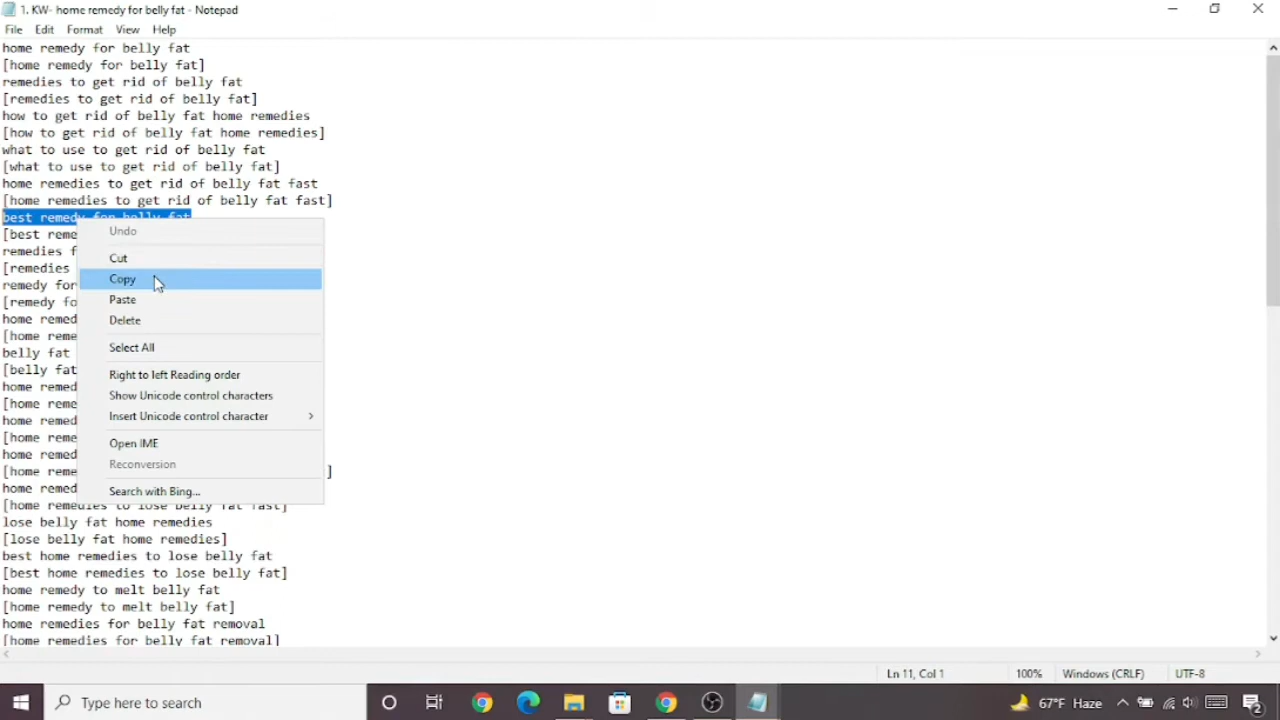 1. KW- home remedy for belly fat - Notepad
File Edit Format View Help
home remedy for belly fat
[home remedy for belly fat]
remedies to get rid of belly fat
[remedies to get rid of belly fat]
how to get rid of belly fat home remedies
[how to get rid of belly fat home remedies]
what to use to get rid of belly fat
[what to use to get rid of belly fat]
home remedies to get rid of belly fat fast
[home remedies to get rid of belly fat fast]
best remedy for belly fat
Undo
[best reme
remedies f
Cut
[remedies
Copy
remedy for
[remedy fo
Paste
home remed
Delete
[home reme
belly fat
Select All
[belly fat
Right to left Reading order
home remed
Show Unicode control characters
[home reme
home remed
Insert Unicode control character
[home reme
Open IME
home remed
Reconversion
[home reme ]
home remed
Search with Bing...
[home remedies to lose belly fat fast]
lose belly fat home remedies
[lose belly fat home remedies]
best home remedies to lose belly fat
[best home remedies to lose belly fat]
home remedy to melt belly fat
[home remedy to melt belly fat]
home remedies for belly fat removal
[home remedies for belly fat removal]
Ln 11, Col 1 100% Windows (CRLF) UTF-8
Type here to search 67°F Haze 2